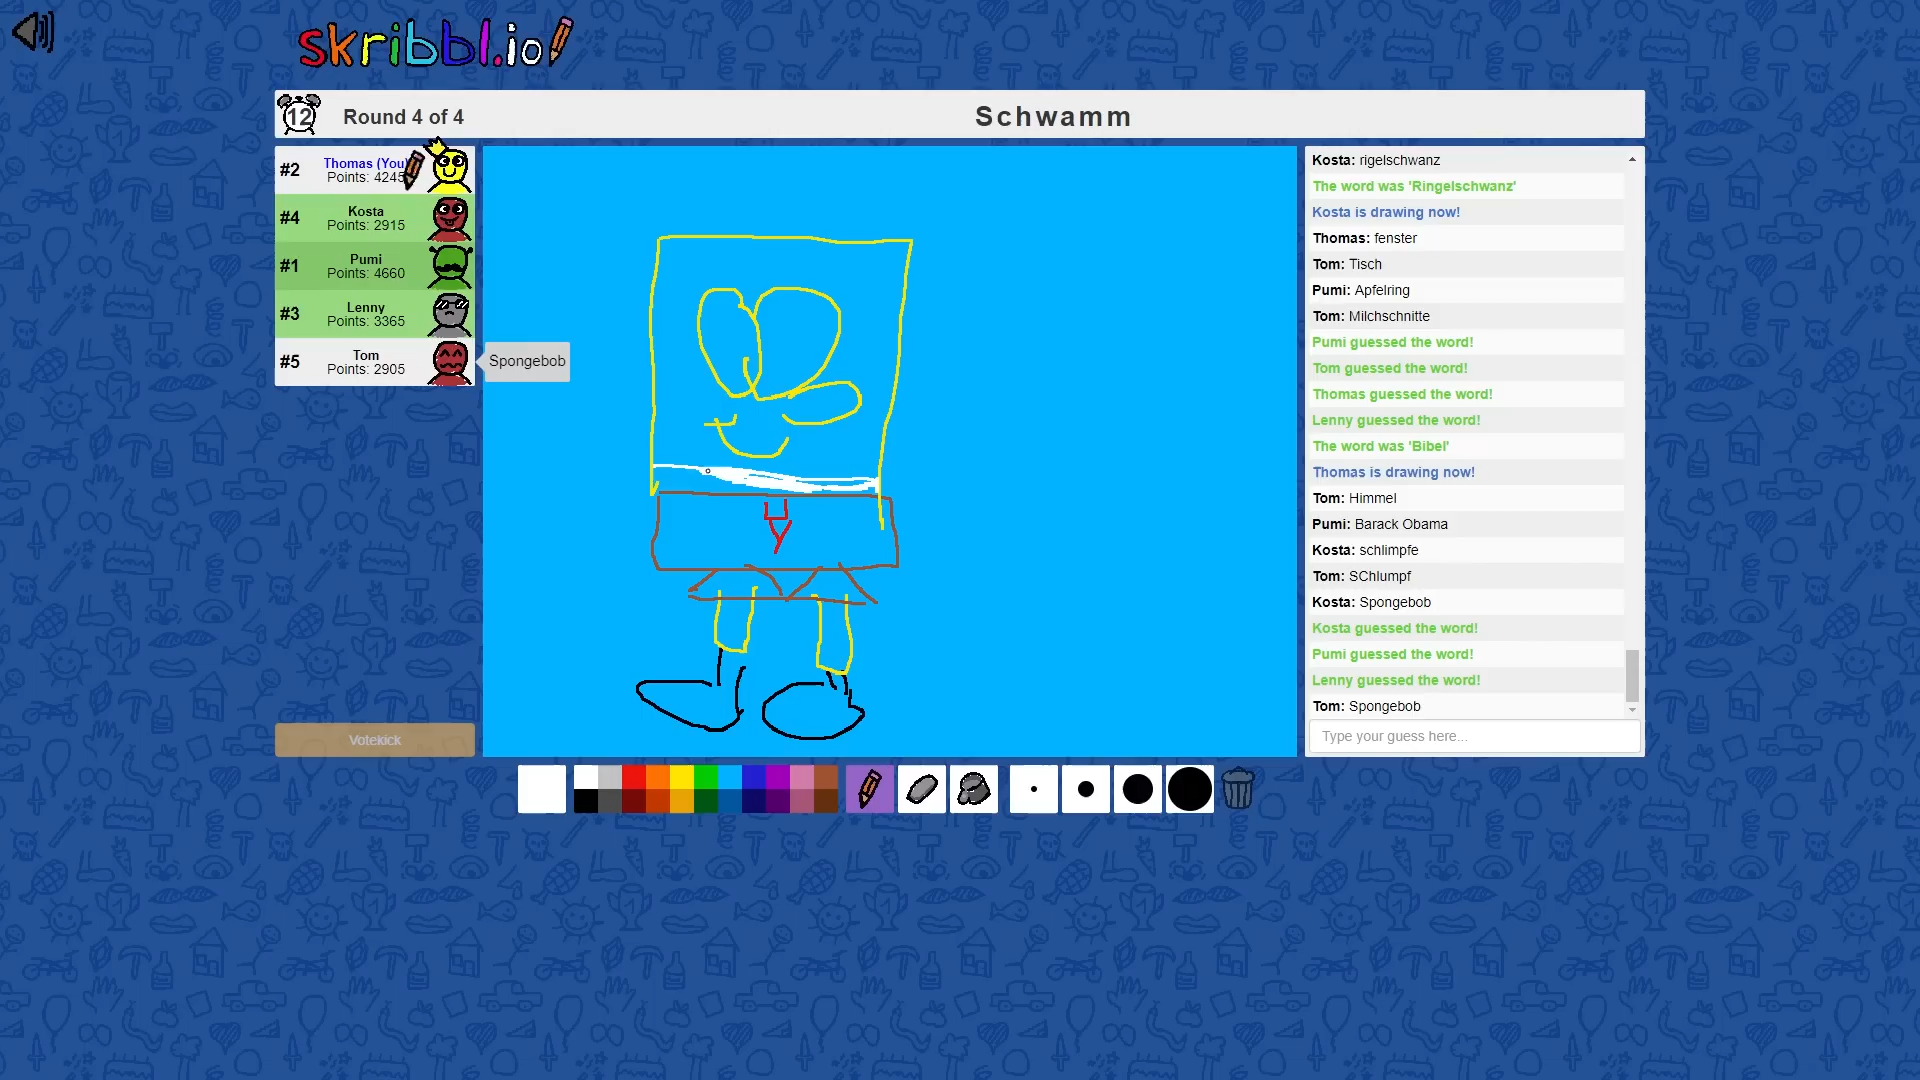 skribbl.io
12
Round 4 of 4
Schwamm
#2
Thomas (You)
Points: 4245
#4
Kosta
Points: 2915
#1
Pumi
Points: 4660
#3
Lenny
Points: 3365
#5
Tom
Points: 2905
Spongebob
Votekick
Kosta: rigelschwanz
The word was 'Ringelschwanz'
Kosta is drawing now!
Thomas: fenster
Tom: Tisch
Pumi: Apfelring
Tom: Milchschnitte
Pumi guessed the word!
Tom guessed the word!
Thomas guessed the word!
Lenny guessed the word!
The word was 'Bibel'
Thomas is drawing now!
Tom: Himmel
Pumi: Barack Obama
Kosta: schlimpfe
Tom: SChlumpf
Kosta: Spongebob
Kosta guessed the word!
Pumi guessed the word!
Lenny guessed the word!
Tom: Spongebob
Type your guess here...